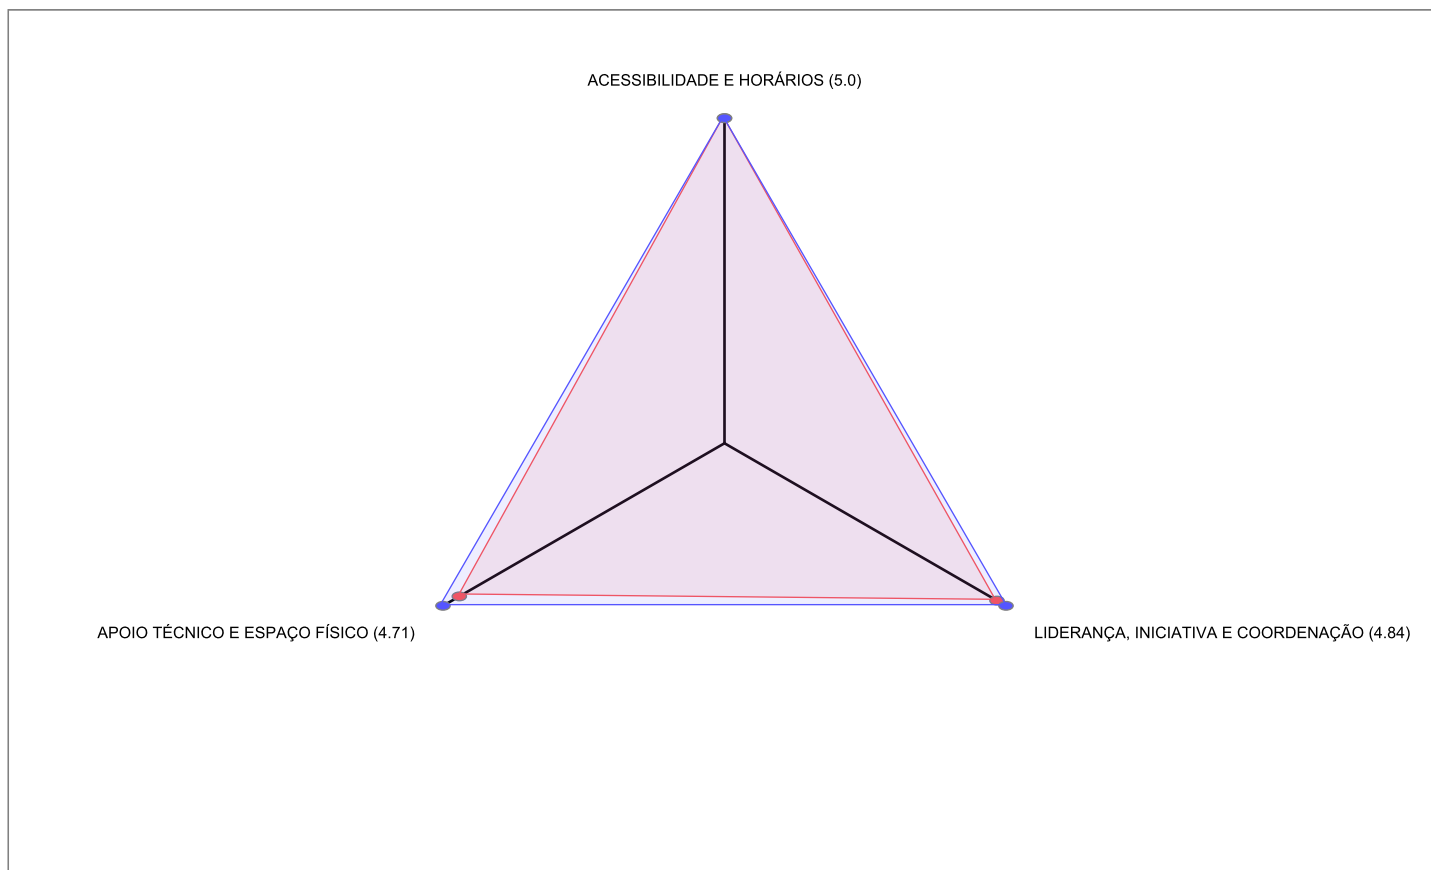 ACESSIBILIDADE E HORÁRIOS (5.0)
APOIO TÉCNICO E ESPAÇO FÍSICO (4.71)
LIDERANÇA, INICIATIVA E COORDENAÇÃO (4.84)